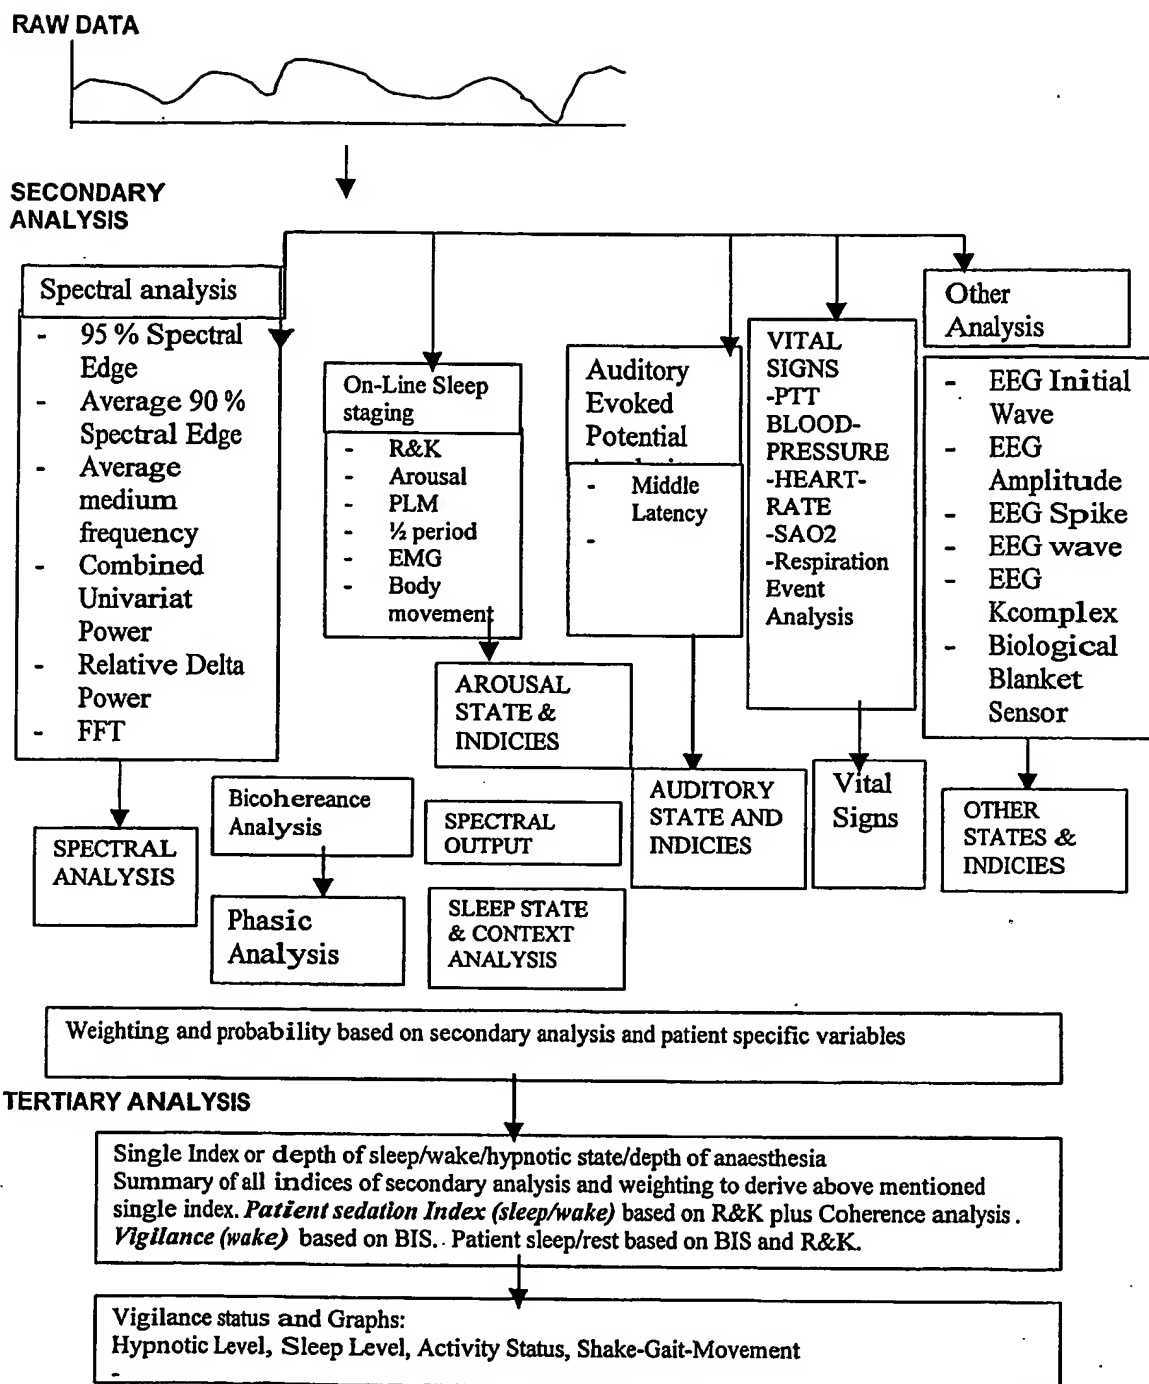 RAW DATA
SECONDARY
ANALYSIS
Spectral analysis
- 95 % Spectral
Edge
- Average 90 %
Spectral Edge
- Average
medium
frequency
- Combined
Univariat
Power
- Relative Delta
Power
- FFT
On-Line Sleep
staging
- R&K
- Arousal
- PLM
- ½ period
- EMG
- Body
movement
Auditory
Evoked
Potential
- Middle
Latency
-
VITAL
SIGNS
-PTT
BLOOD-
PRESSURE
-HEART-
RATE
-SAO2
-Respiration
Event
Analysis
Other
Analysis
- EEG Initial
Wave
- EEG
Amplitude
- EEG Spike
- EEG wave
- EEG
Kcomplex
- Biological
Blanket
Sensor
AROUSAL
STATE &
INDICIES
SPECTRAL
ANALYSIS
Bicohereance
Analysis
Phasic
Analysis
SPECTRAL
OUTPUT
SLEEP STATE
& CONTEXT
ANALYSIS
AUDITORY
STATE AND
INDICIES
Vital
Signs
OTHER
STATES &
INDICIES
Weighting and probability based on secondary analysis and patient specific variables
TERTIARY ANALYSIS
Single Index or depth of sleep/wake/hypnotic state/depth of anaesthesia
Summary of all indices of secondary analysis and weighting to derive above mentioned
single index. Patient sedation Index (sleep/wake) based on R&K plus Coherence analysis.
Vigilance (wake) based on BIS. Patient sleep/rest based on BIS and R&K.
Vigilance status and Graphs:
Hypnotic Level, Sleep Level, Activity Status, Shake-Gait-Movement
-